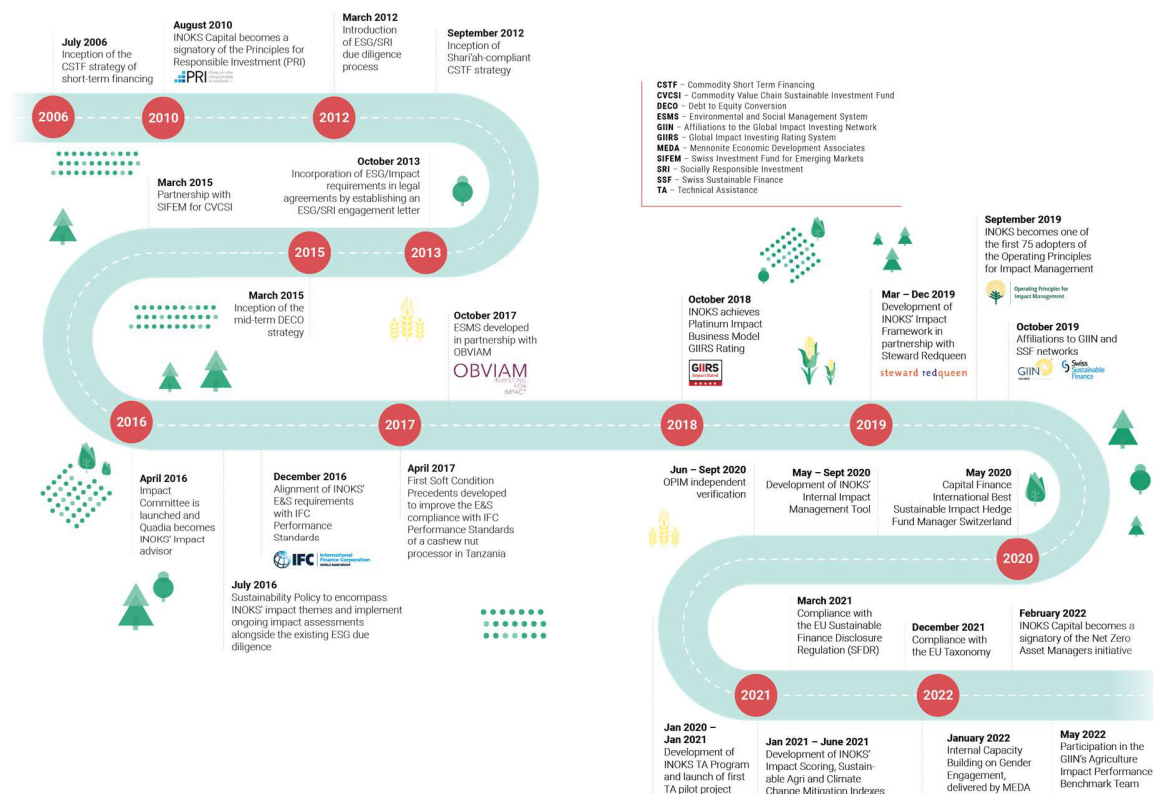 July 2006
Inception of the
CSTF strategy of
short-term financing
August 2010
INOKS Capital becomes a
signatory of the Principles for
Responsible Investment (PRI)
PRI
March 2012
Introduction
of ESG/SRI
due diligence
process
September 2012
Inception of
Shari'ah-compliant
CSTF strategy
2006
2010
2012
CSTF – Commodity Short Term Financing
CVCSI – Commodity Value Chain Sustainable Investment Fund
DECO – Debt to Equity Conversion
ESMS – Environmental and Social Management System
GIIN – Affiliations to the Global Impact Investing Network
GIIRS – Global Impact Investing Rating System
MEDA – Mennonite Economic Development Associates
SIFEM – Swiss Investment Fund for Emerging Markets
SRI – Socially Responsible Investment
SSF – Swiss Sustainable Finance
TA – Technical Assistance
October 2013
Incorporation of ESG/Impact
requirements in legal
agreements by establishing an
ESG/SRI engagement letter
March 2015
Partnership with
SIFEM for CVCSI
2015
2013
March 2015
Inception of the
mid-term DECO
strategy
October 2017
ESMS developed
in partnership with
OBVIAM
OBVIAM
INVESTING
FOR
IMPACT
October 2018
INOKS achieves
Platinum Impact
Business Model
GIIRS Rating
GIIRS
Impact Rated
Mar – Dec 2019
Development of
INOKS' Impact
Framework in
partnership with
Steward Redqueen
steward redqueen
September 2019
INOKS becomes one of
the first 75 adopters of
the Operating Principles
for Impact Management
Operating Principles for
Impact Management
October 2019
Affiliations to GIIN and
SSF networks
GIIN
MEMBER
Swiss
Sustainable
Finance
2016
2017
2018
2019
April 2016
Impact
Committee is
launched and
Quadia becomes
INOKS' Impact
advisor
December 2016
Alignment of INOKS'
E&S requirements
with IFC
Performance
Standards
IFC
International
Finance Corporation
WORLD BANK GROUP
April 2017
First Soft Condition
Precedents developed
to improve the E&S
compliance with IFC
Performance Standards
of a cashew nut
processor in Tanzania
July 2016
Sustainability Policy to encompass
INOKS' impact themes and implement
ongoing impact assessments
alongside the existing ESG due
diligence
Jun – Sept 2020
OPIM independent
verification
May – Sept 2020
Development of INOKS'
Internal Impact
Management Tool
May 2020
Capital Finance
International Best
Sustainable Impact Hedge
Fund Manager Switzerland
2020
March 2021
Compliance with
the EU Sustainable
Finance Disclosure
Regulation (SFDR)
December 2021
Compliance with
the EU Taxonomy
February 2022
INOKS Capital becomes a
signatory of the Net Zero
Asset Managers initiative
2021
2022
Jan 2020 –
Jan 2021
Development of
INOKS TA Program
and launch of first
TA pilot project
Jan 2021 – June 2021
Development of INOKS'
Impact Scoring, Sustain-
able Agri and Climate
Change Mitigation Indexes
January 2022
Internal Capacity
Building on Gender
Engagement,
delivered by MEDA
May 2022
Participation in the
GIIN's Agriculture
Impact Performance
Benchmark Team